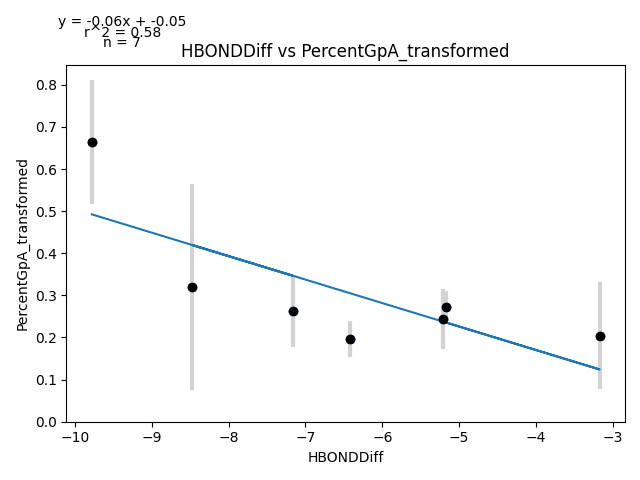 y = -0.06x + -0.05
r^2 = 0.58
n = 7
HBONDDiff vs PercentGpA_transformed
PercentGpA_transformed
0.8
0.7
0.6
0.5
0.4
0.3
0.2
0.1
0.0
−10
−9
−8
−7
−6
−5
−4
−3
HBONDDiff